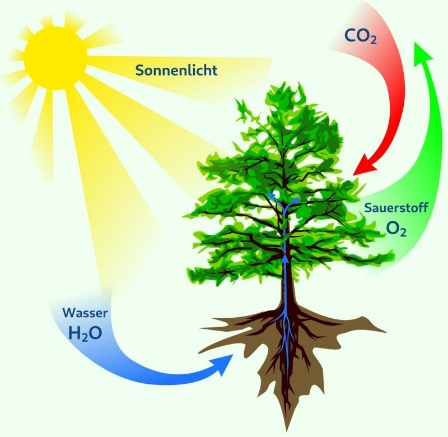 Sonnenlicht
CO₂
Sauerstoff
O₂
Wasser
H₂O